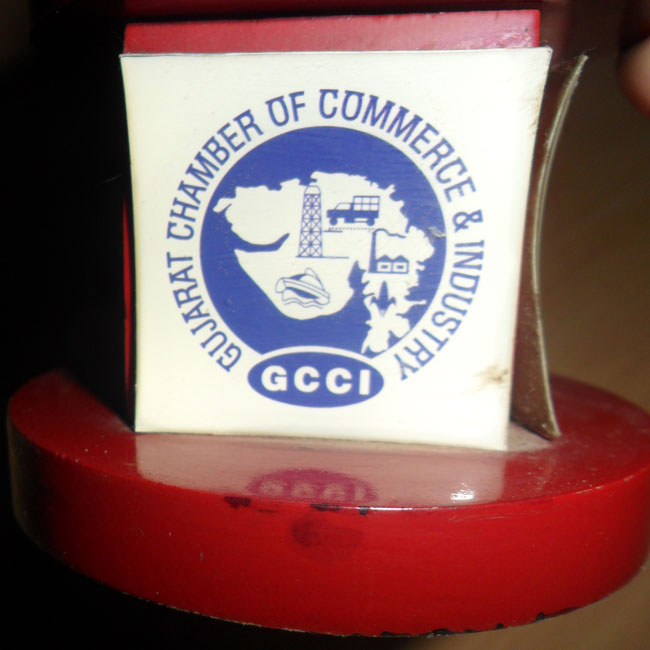 GUJARAT CHAMBER OF COMMERCE & INDUSTRY
GCCI